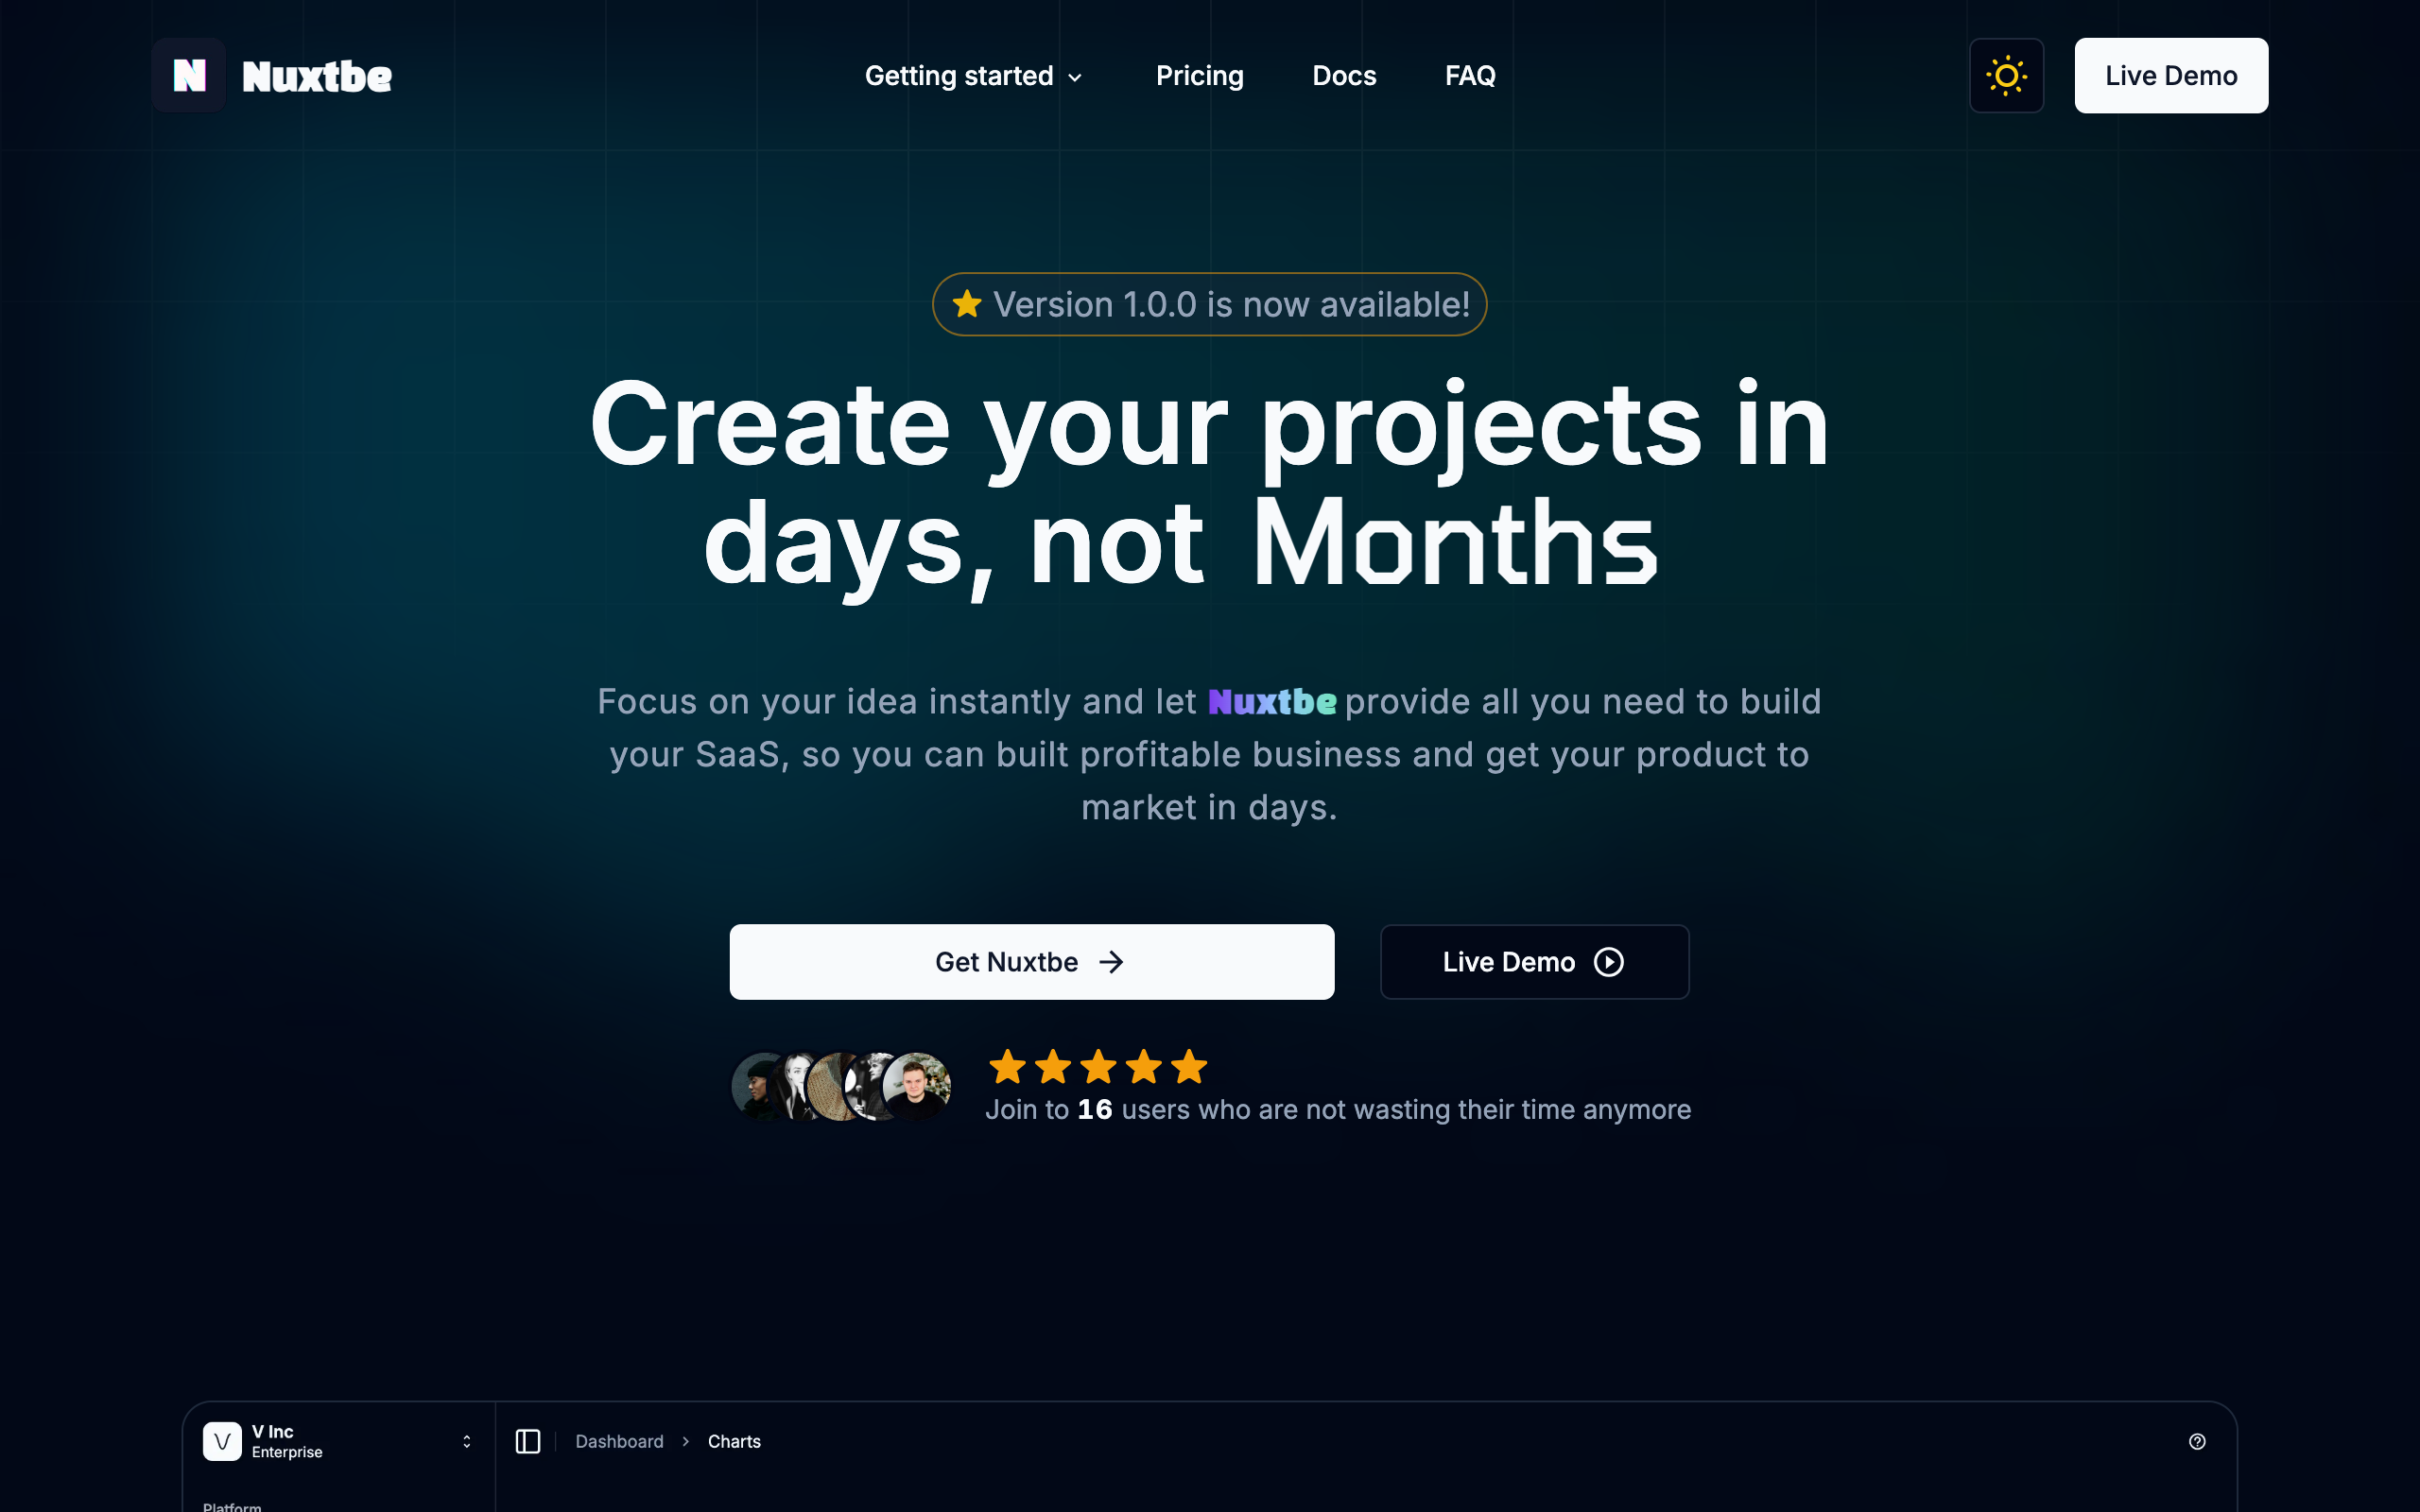 N Nuxtbe
Getting started
Pricing
Docs
FAQ
Live Demo
Version 1.0.0 is now available!
Create your projects in
days, not Months
Focus on your idea instantly and let Nuxtbe provide all you need to build
your SaaS, so you can built profitable business and get your product to
market in days.
Get Nuxtbe
Live Demo
Join to 16 users who are not wasting their time anymore
V Inc
Enterprise
Dashboard
Charts
Platform